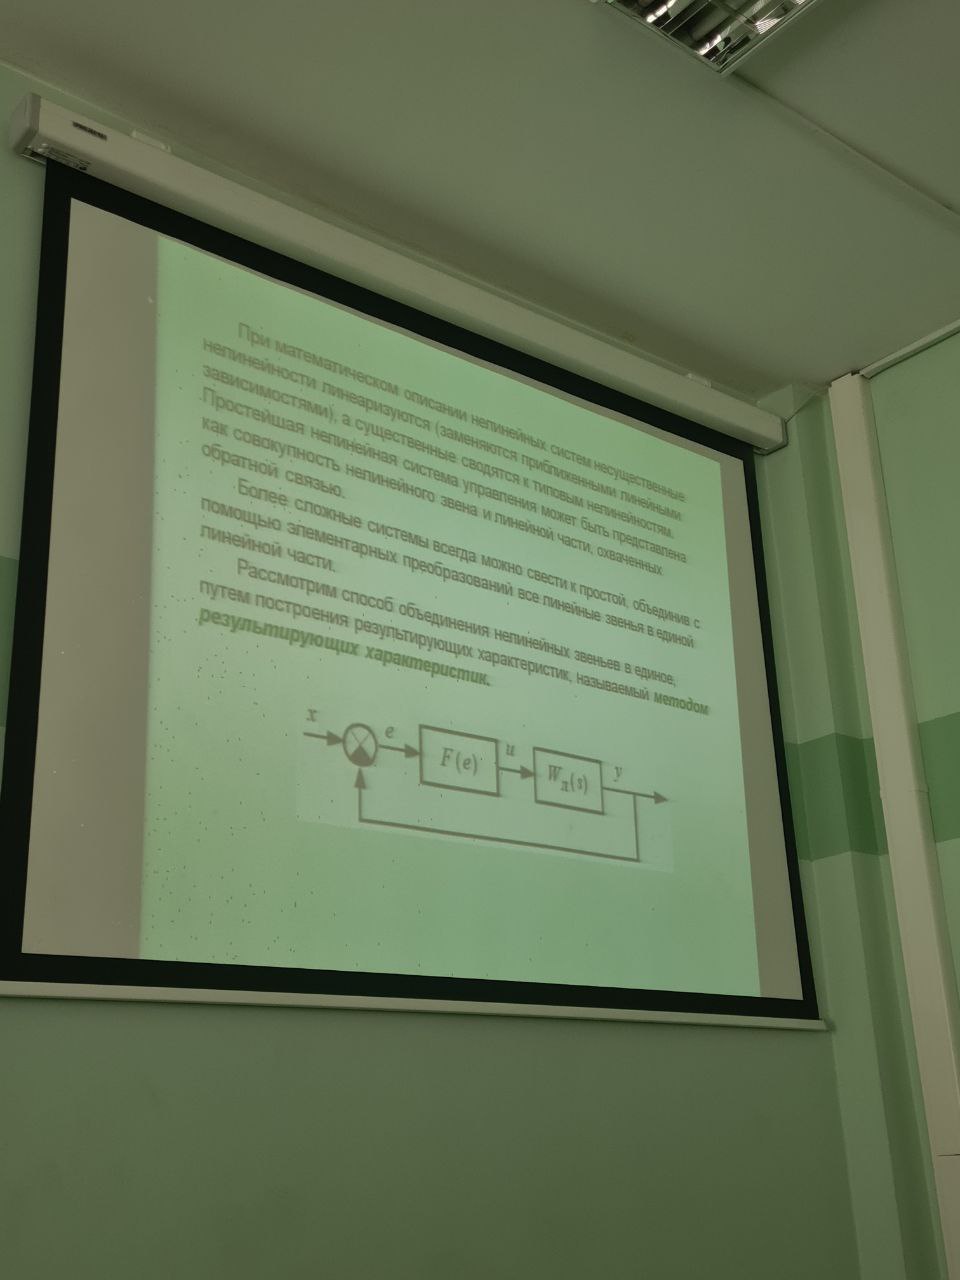 При математическом описании нелинейных систем несущественные
нелинейности линеаризуются (заменяются приближенными линейными
зависимостями), а существенные сводятся к типовым нелинейностям.
Простейшая нелинейная система управления может быть представлена
как совокупность нелинейного звена и линейной части, охваченных
обратной связью.
Более сложные системы всегда можно свести к простой, объединив с
помощью элементарных преобразований все линейные звенья в единой
линейной части.
Рассмотрим способ объединения нелинейных звеньев в единое,
путем построения результирующих характеристик, называемый методом
результирующих характеристик.
x e F(e) u Wл(s) y